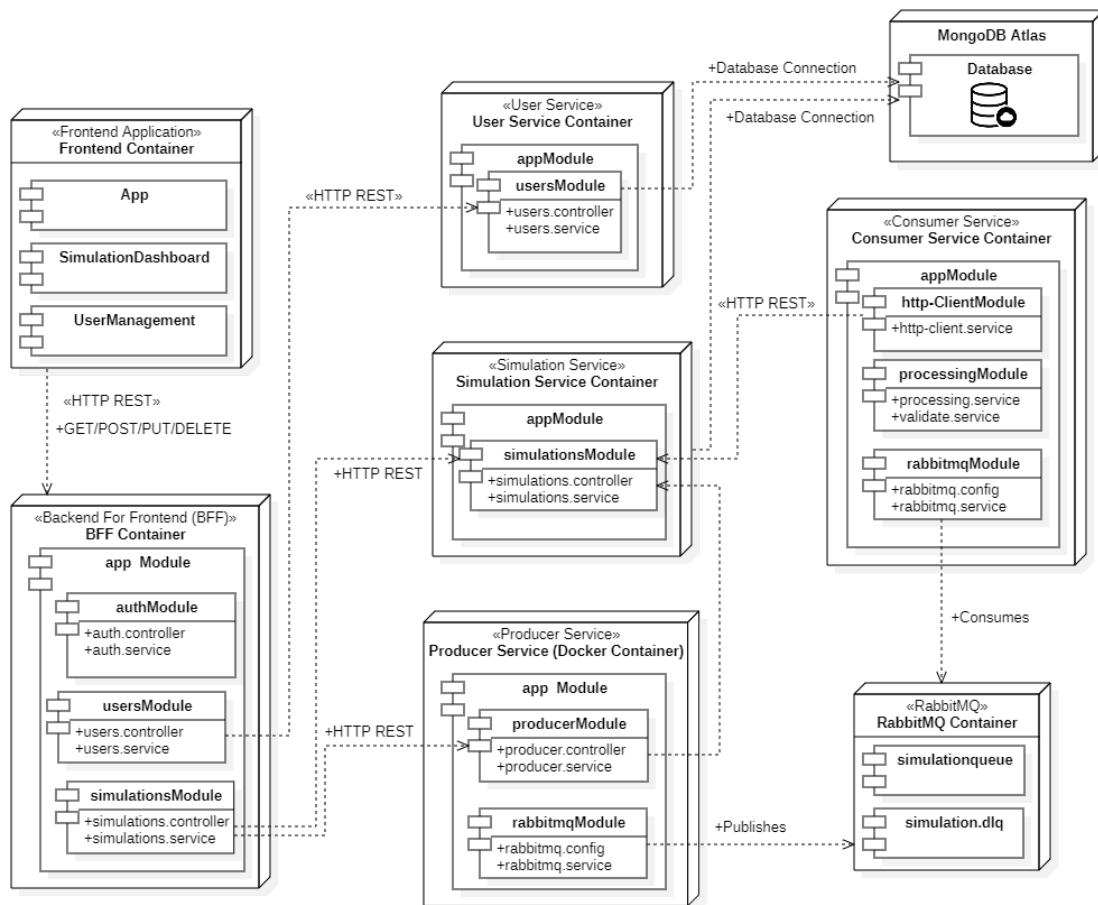 MongoDB Atlas
Database
+Database Connection
+Database Connection
«User Service»
User Service Container
appModule
usersModule
+users.controller
+users.service
«Frontend Application»
Frontend Container
App
SimulationDashboard
UserManagement
«HTTP REST»
«HTTP REST»
+GET/POST/PUT/DELETE
«Consumer Service»
Consumer Service Container
appModule
http-ClientModule
+http-client.service
processingModule
+processing.service
+validate.service
rabbitmqModule
+rabbitmq.config
+rabbitmq.service
«HTTP REST»
«Simulation Service»
Simulation Service Container
appModule
simulationsModule
+simulations.controller
+simulations.service
+HTTP REST
«Backend For Frontend (BFF)»
BFF Container
app Module
authModule
+auth.controller
+auth.service
usersModule
+users.controller
+users.service
simulationsModule
+simulations.controller
+simulations.service
+HTTP REST
«Producer Service»
Producer Service (Docker Container)
app Module
producerModule
+producer.controller
+producer.service
rabbitmqModule
+rabbitmq.config
+rabbitmq.service
+Publishes
+Consumes
«RabbitMQ»
RabbitMQ Container
simulationqueue
simulation.dlq